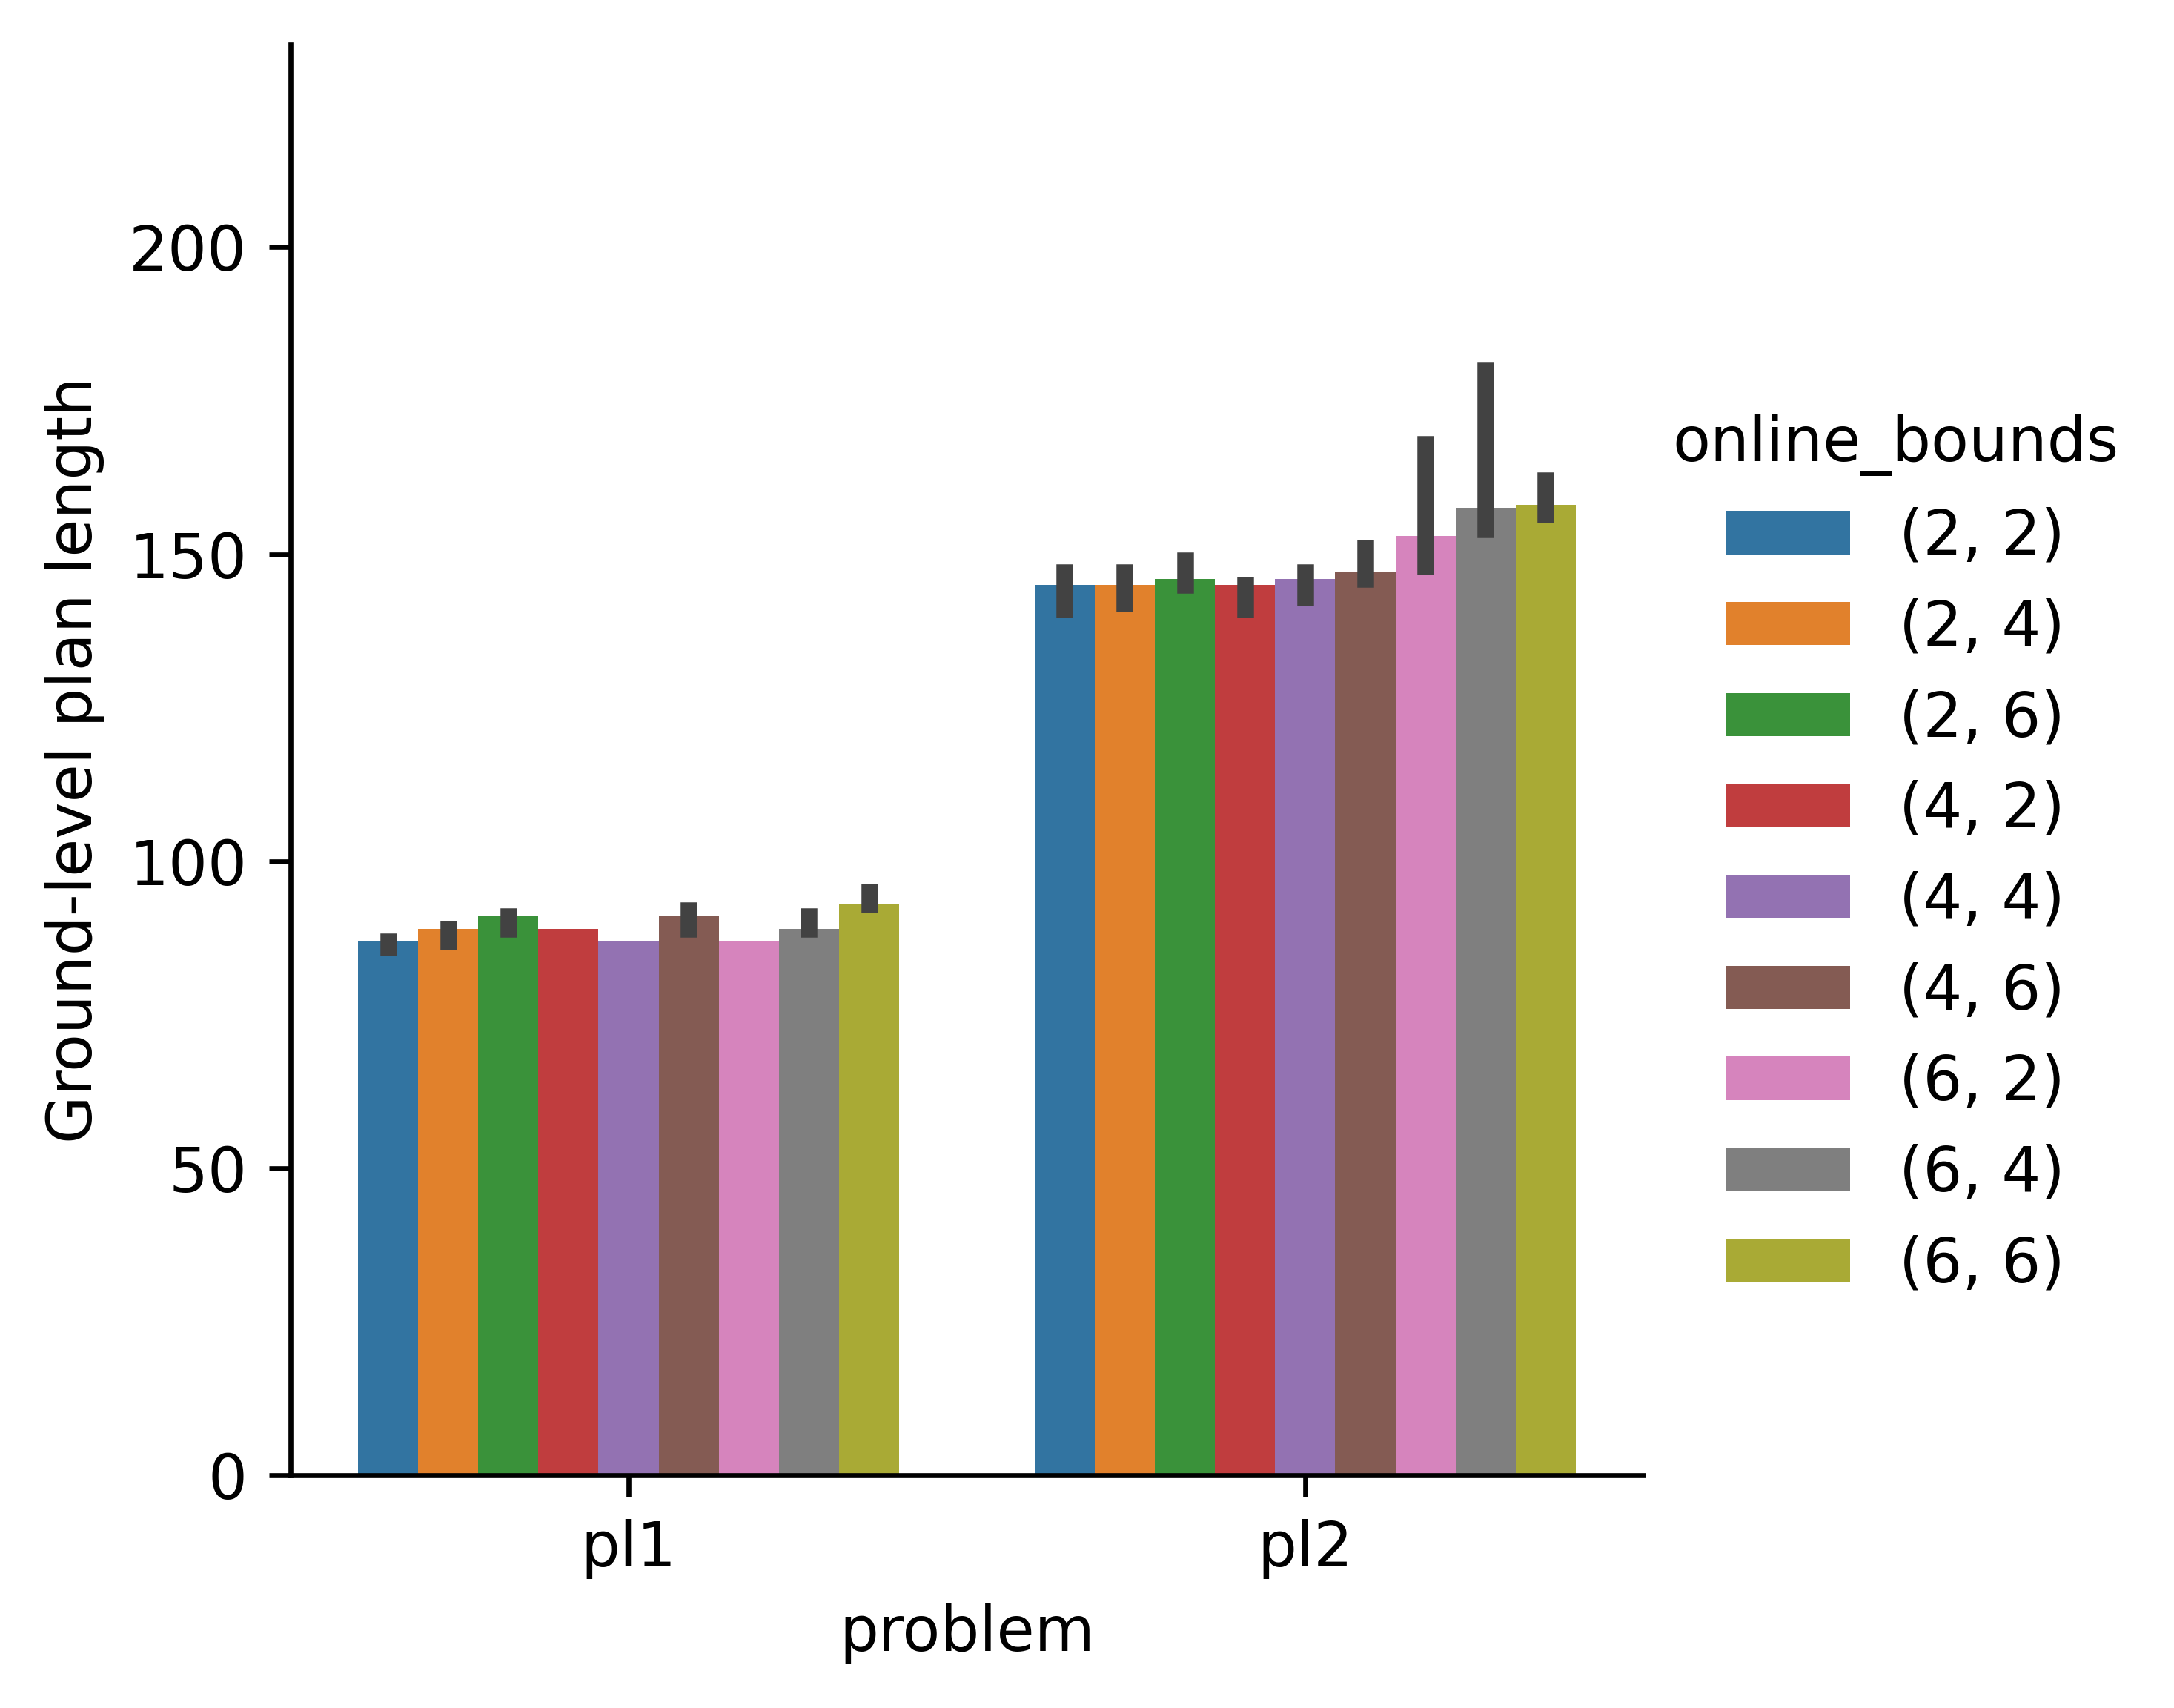 Ground-level plan length
200
150
100
50
0
pl1
pl2
problem
online_bounds
(2, 2)
(2, 4)
(2, 6)
(4, 2)
(4, 4)
(4, 6)
(6, 2)
(6, 4)
(6, 6)